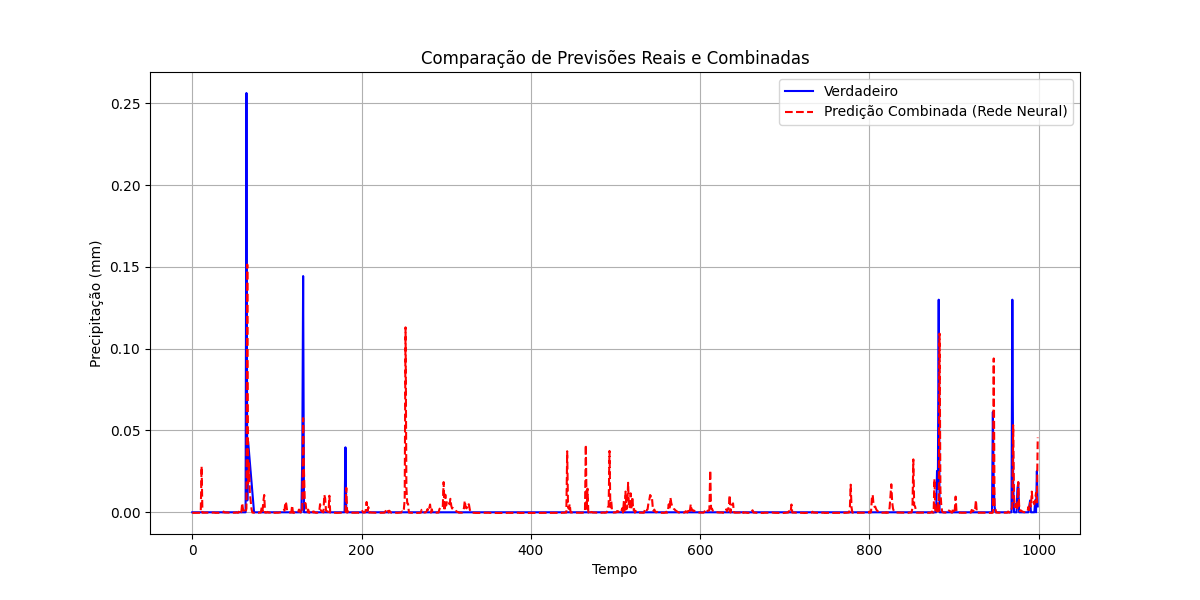 Comparação de Previsões Reais e Combinadas
Verdadeiro
Predição Combinada (Rede Neural)
Precipitação (mm)
0.25
0.20
0.15
0.10
0.05
0.00
0
200
400
600
800
1000
Tempo